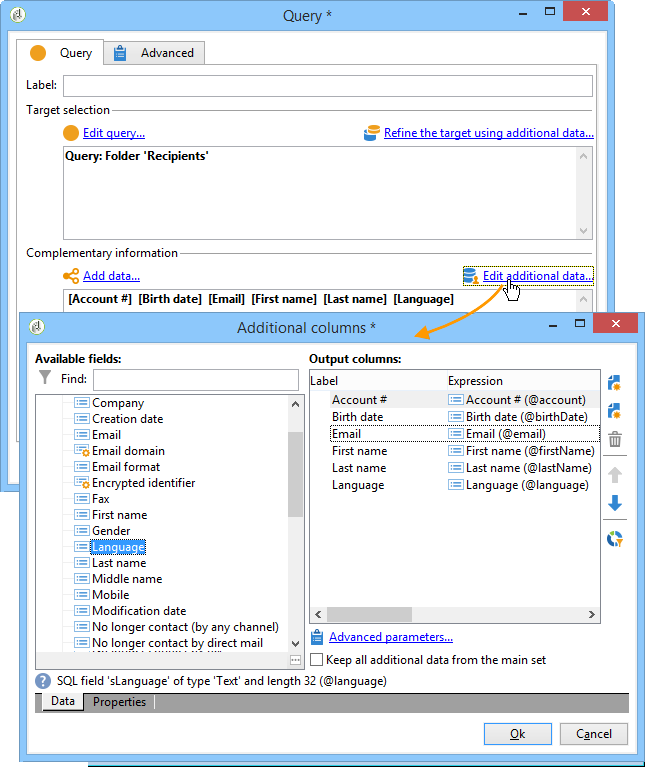 Query *
Query Advanced
Label:
Target selection
Edit query... Refine the target using additional data...
Query: Folder 'Recipients'
Complementary information
Add data... Edit additional data...
[Account #] [Birth date] [Email] [First name] [Last name] [Language]
Additional columns *
Available fields:
Find:
Company
Creation date
Email
Email domain
Email format
Encrypted identifier
Fax
First name
Gender
Language
Last name
Middle name
Mobile
Modification date
No longer contact (by any channel)
No longer contact by direct mail
Output columns:
Label Expression
Account # Account # (@account)
Birth date Birth date (@birthDate)
Email Email (@email)
First name First name (@firstName)
Last name Last name (@lastName)
Language Language (@language)
Advanced parameters...
Keep all additional data from the main set
SQL field 'sLanguage' of type 'Text' and length 32 (@language)
Data Properties
Ok Cancel